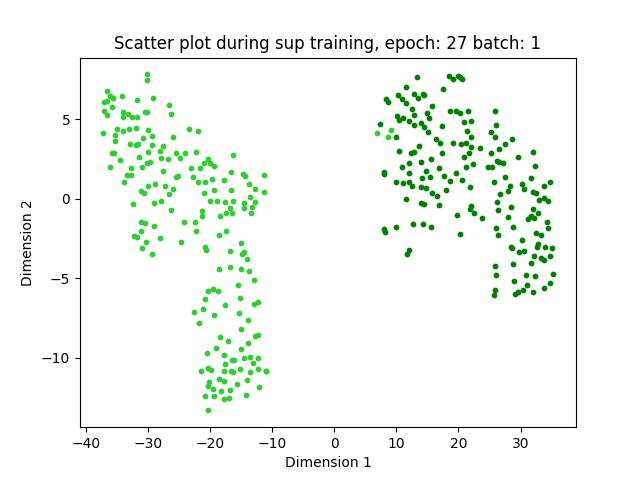 Scatter plot during sup training, epoch: 27 batch: 1
5
0
−5
−10
Dimension 2
−40 −30 −20 −10 0 10 20 30
Dimension 1